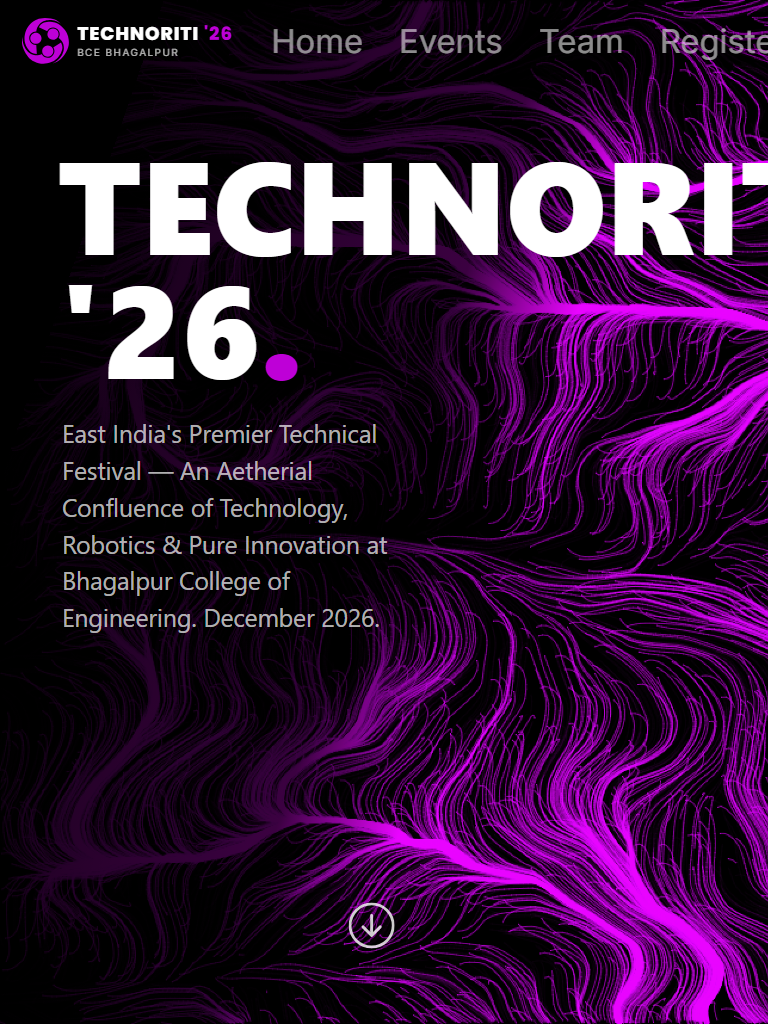 TECHNORITI '26
BCE BHAGALPUR
Home Events Team Registe
TECHNORIT
'26.
East India's Premier Technical
Festival — An Aetherial
Confluence of Technology,
Robotics & Pure Innovation at
Bhagalpur College of
Engineering. December 2026.